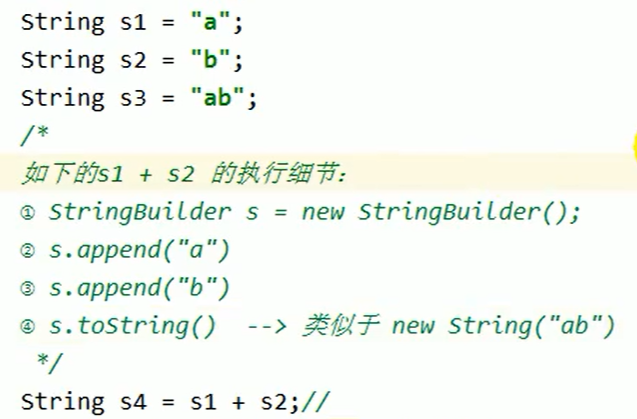 String s1 = "a";
String s2 = "b";
String s3 = "ab";
/*
如下的s1 + s2 的执行细节:
① StringBuilder s = new StringBuilder();
② s.append("a")
③ s.append("b")
④ s.toString()  --> 类似于 new String("ab")
*/
String s4 = s1 + s2;//